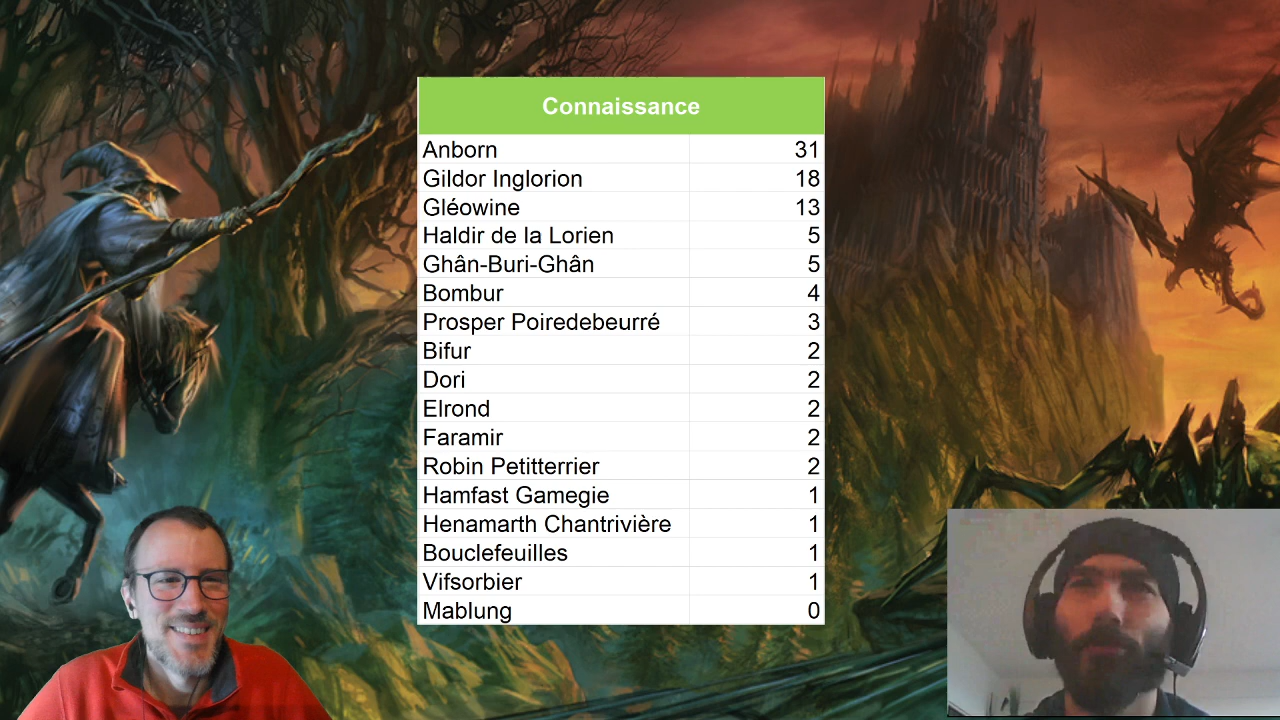 Connaissance
Anborn 31
Gildor Inglorion 18
Gléowine 13
Haldir de la Lorien 5
Ghân-Buri-Ghân 5
Bombur 4
Prosper Poiredebeurré 3
Bifur 2
Dori 2
Elrond 2
Faramir 2
Robin Petitterrier 2
Hamfast Gamegie 1
Henamarth Chantrivière 1
Bouclefeuilles 1
Vifsorbier 1
Mablung 0